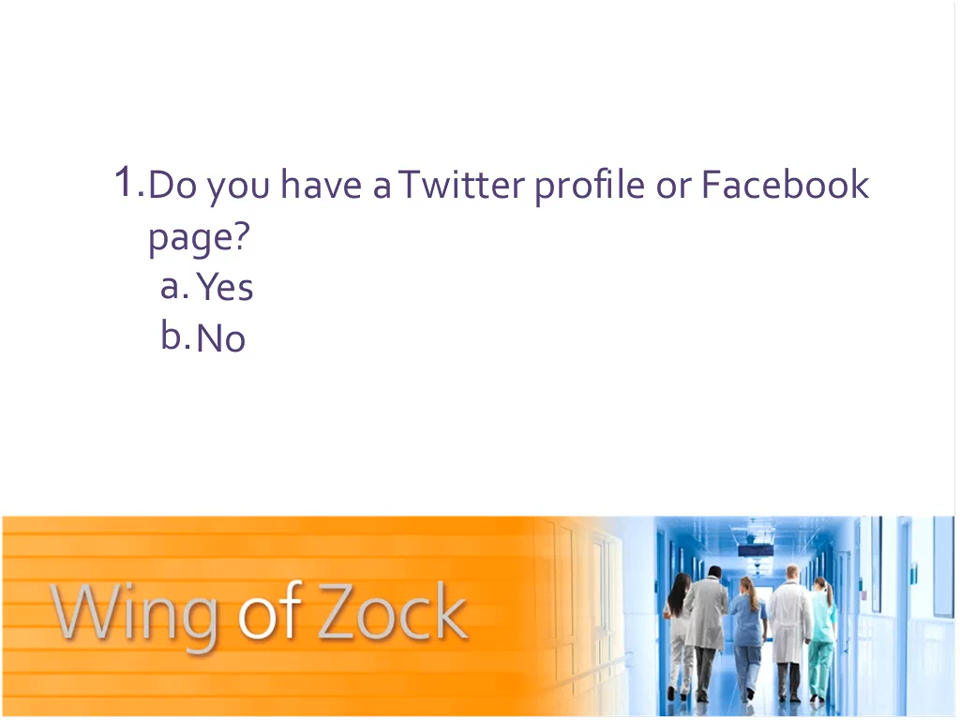 1. Do you have a Twitter profile or Facebook
page?
a. Yes
b. No
Wing of Zock